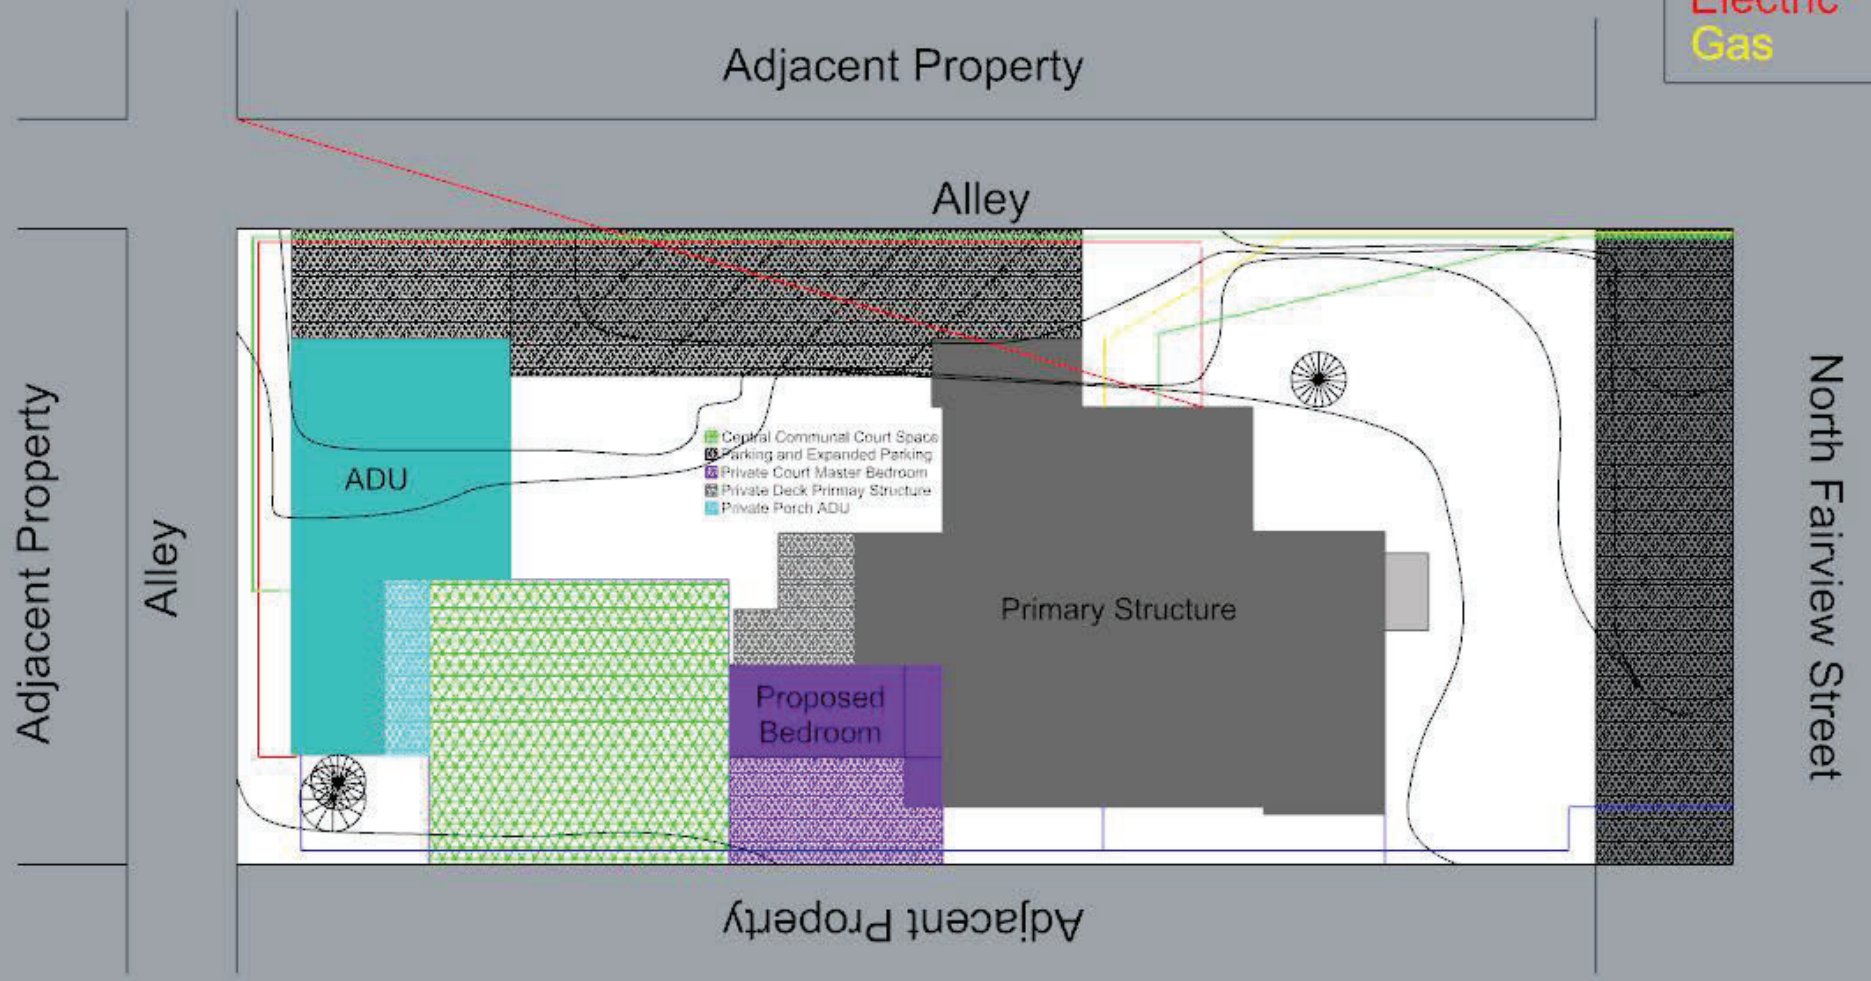 Electric
Gas
Adjacent Property
Alley
Adjacent Property
Alley
ADU
Central Communal Court Space
Parking and Expanded Parking
Private Court Master Bedroom
Private Deck Primay Structure
Private Porch ADU
Primary Structure
Proposed
Bedroom
North Fairview Street
Adjacent Property